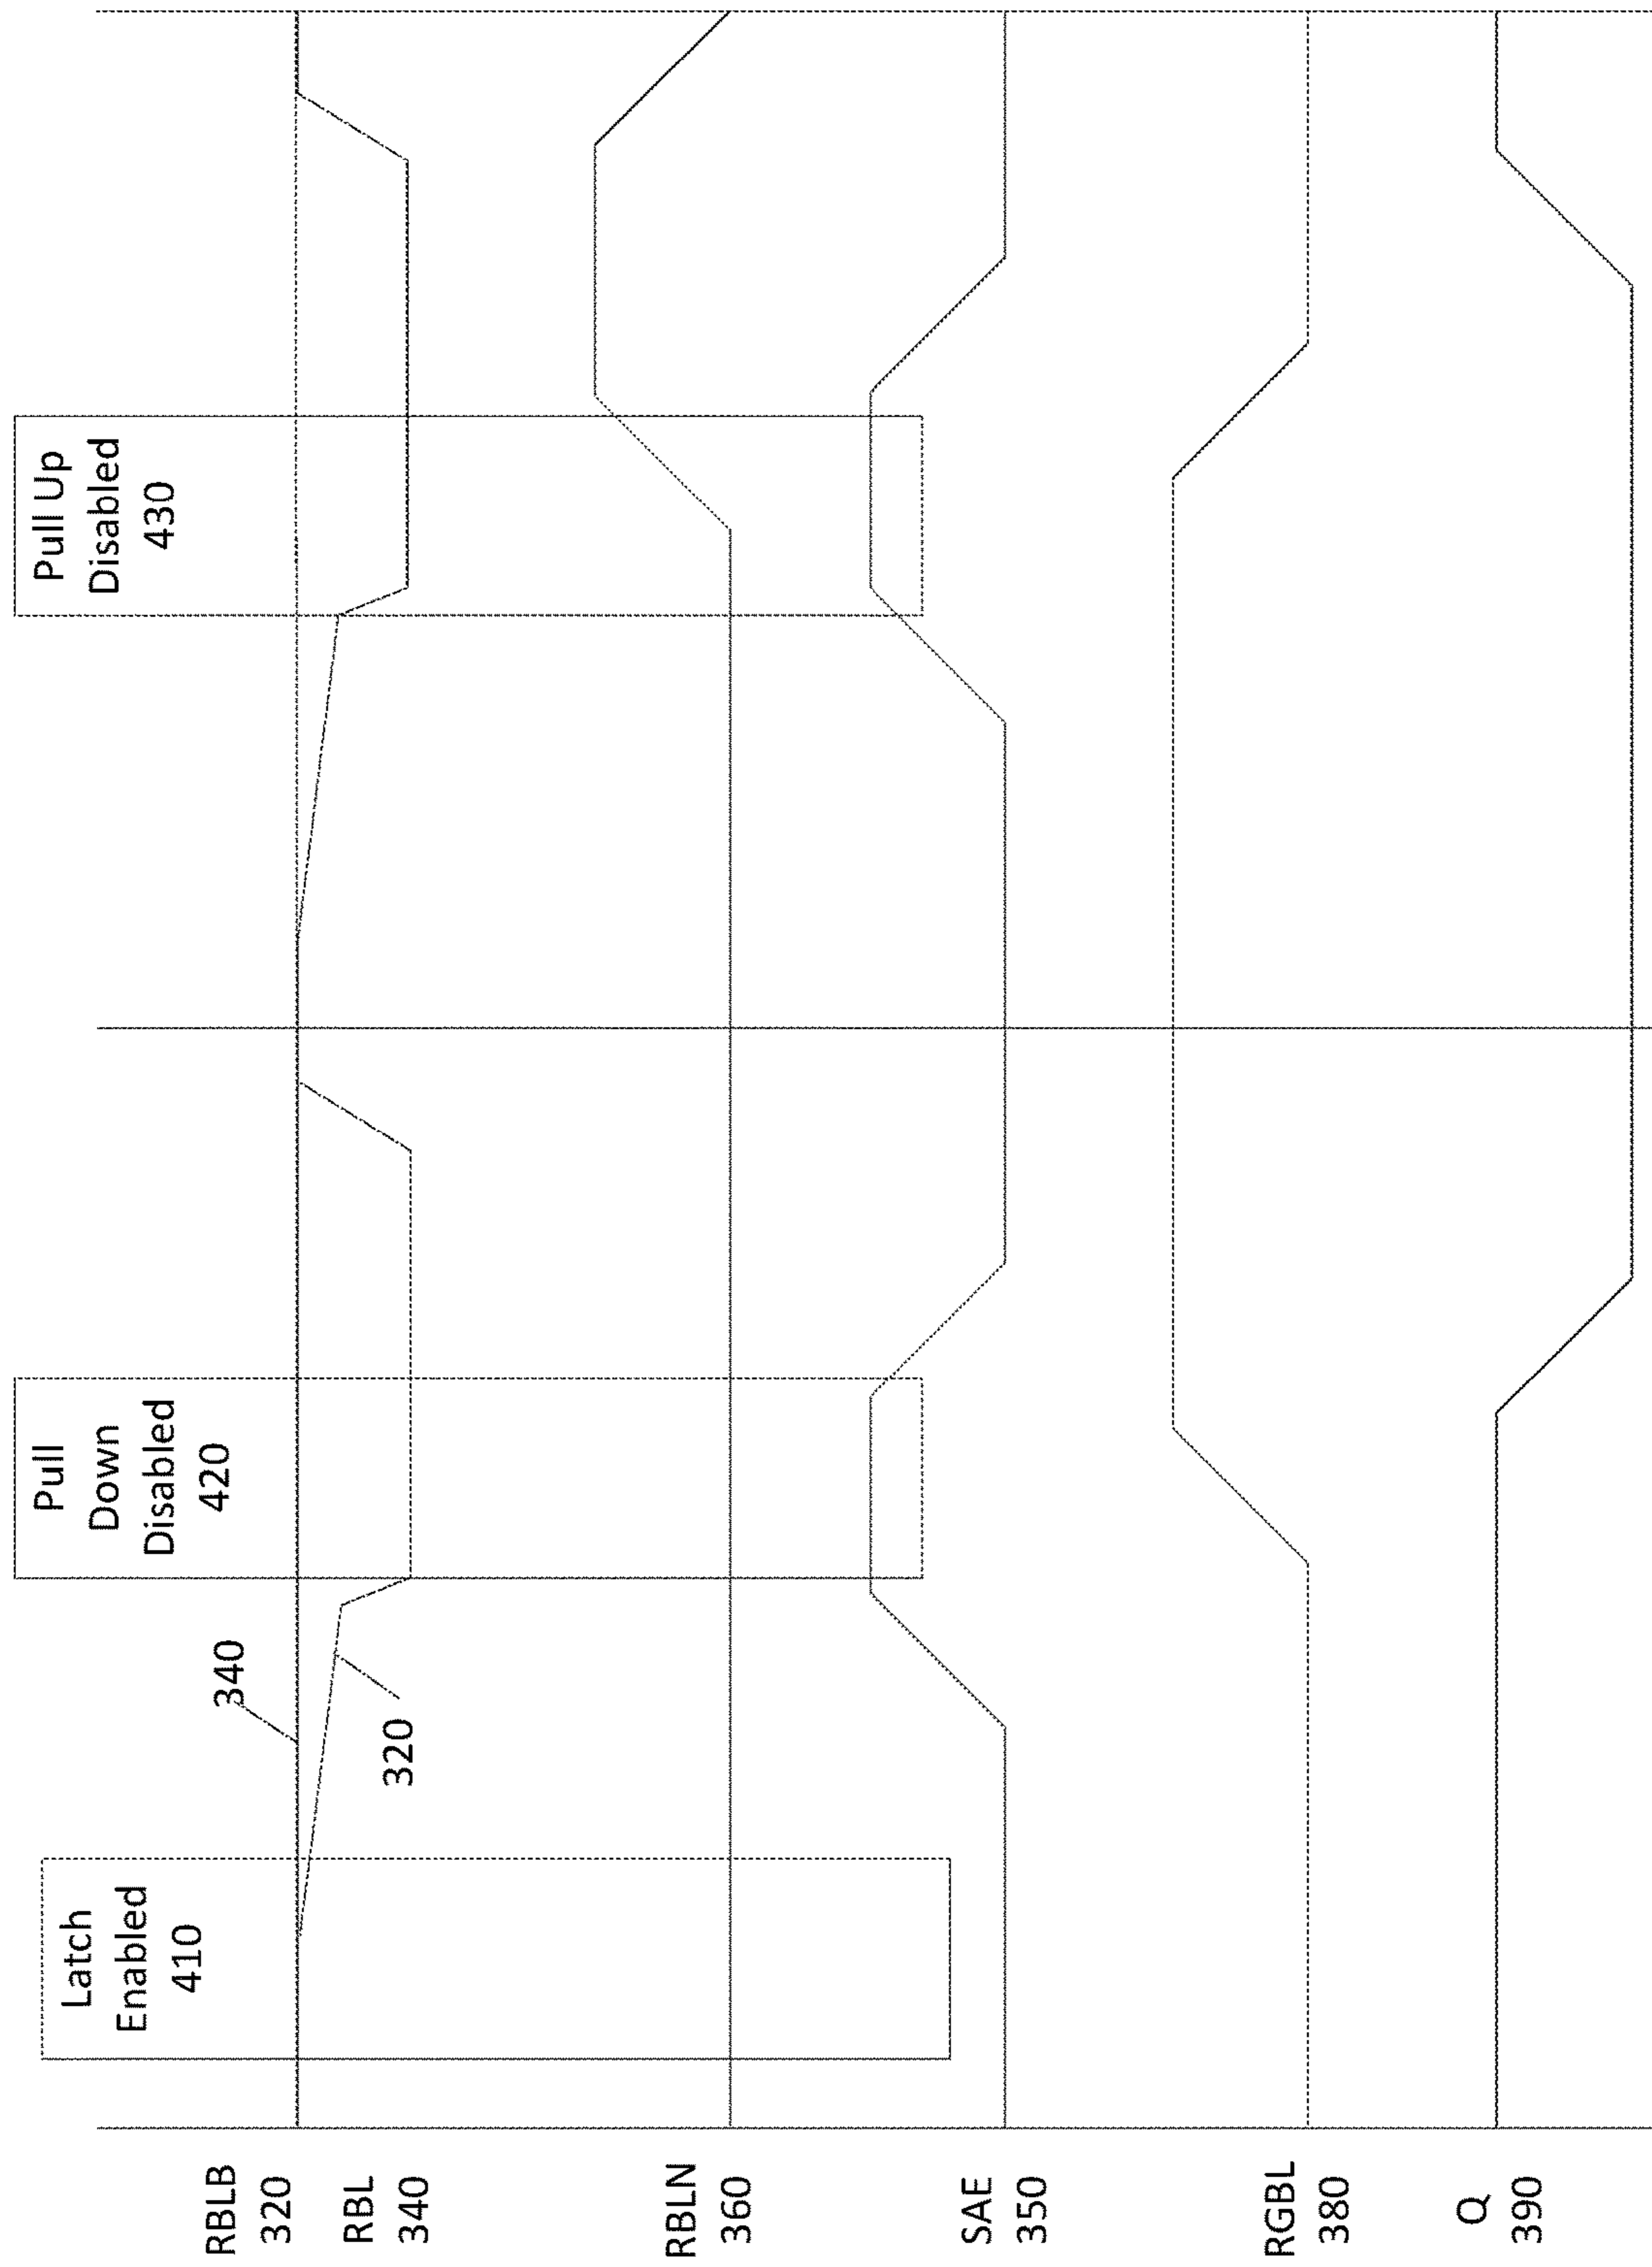 RBLB
320
RBL
340
RBLN
360
SAE
350
RGBL
380
Q
390
Latch
Enabled
410
340
320
Pull
Down
Disabled
420
Pull Up
Disabled
430